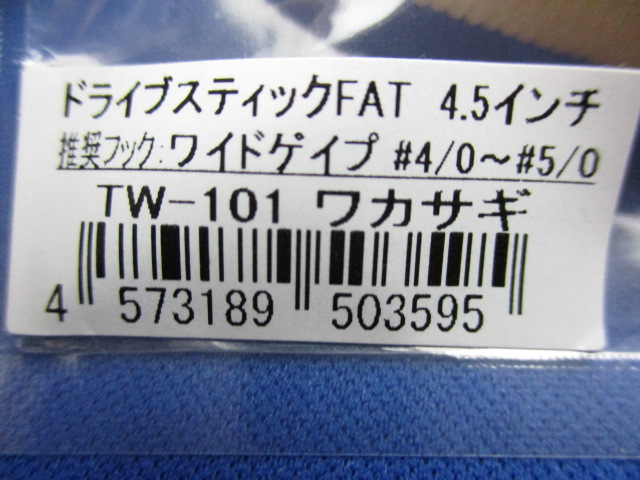 ドライブスティックFAT 4.5インチ
推奨フック:ワイドゲイプ #4/0～#5/0
TW-101 ワカサギ
4 573189 503595